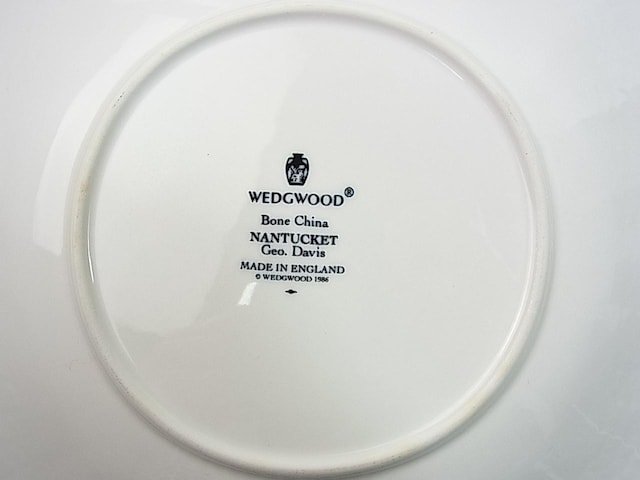 WEDGWOOD®
Bone China
NANTUCKET
Geo. Davis
MADE IN ENGLAND
© WEDGWOOD 1986